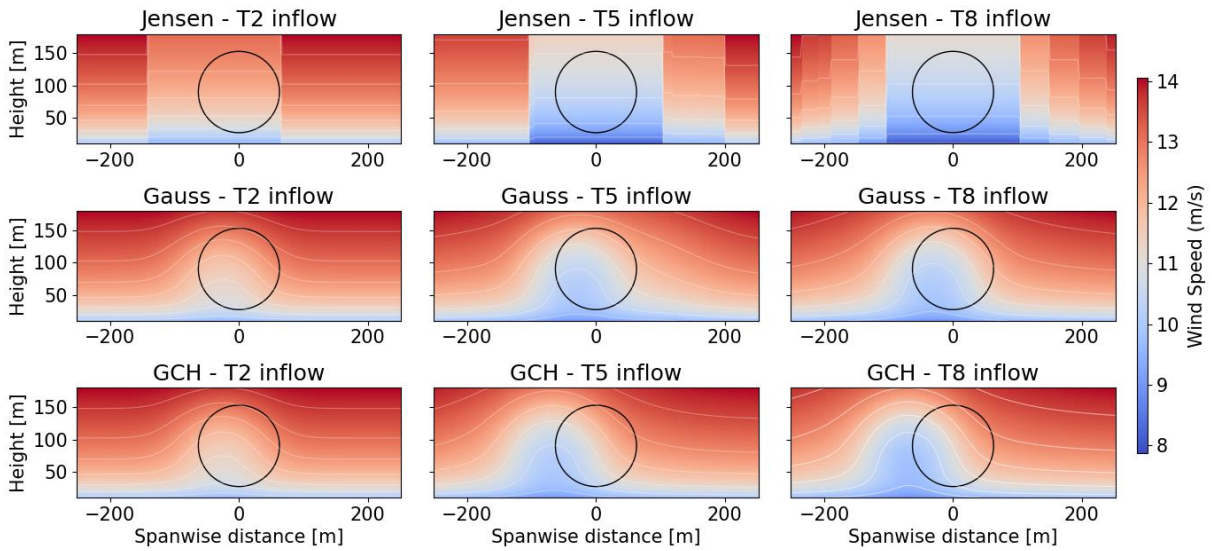 Jensen - T2 inflow Jensen - T5 inflow Jensen - T8 inflow
Height [m]
150
100
50
−200 0 200 −200 0 200 −200 0 200
Gauss - T2 inflow Gauss - T5 inflow Gauss - T8 inflow
Height [m]
150
100
50
−200 0 200 −200 0 200 −200 0 200
GCH - T2 inflow GCH - T5 inflow GCH - T8 inflow
Height [m]
150
100
50
−200 0 200 −200 0 200 −200 0 200
Spanwise distance [m] Spanwise distance [m] Spanwise distance [m]
14
13
12
11
10
9
8
Wind Speed (m/s)